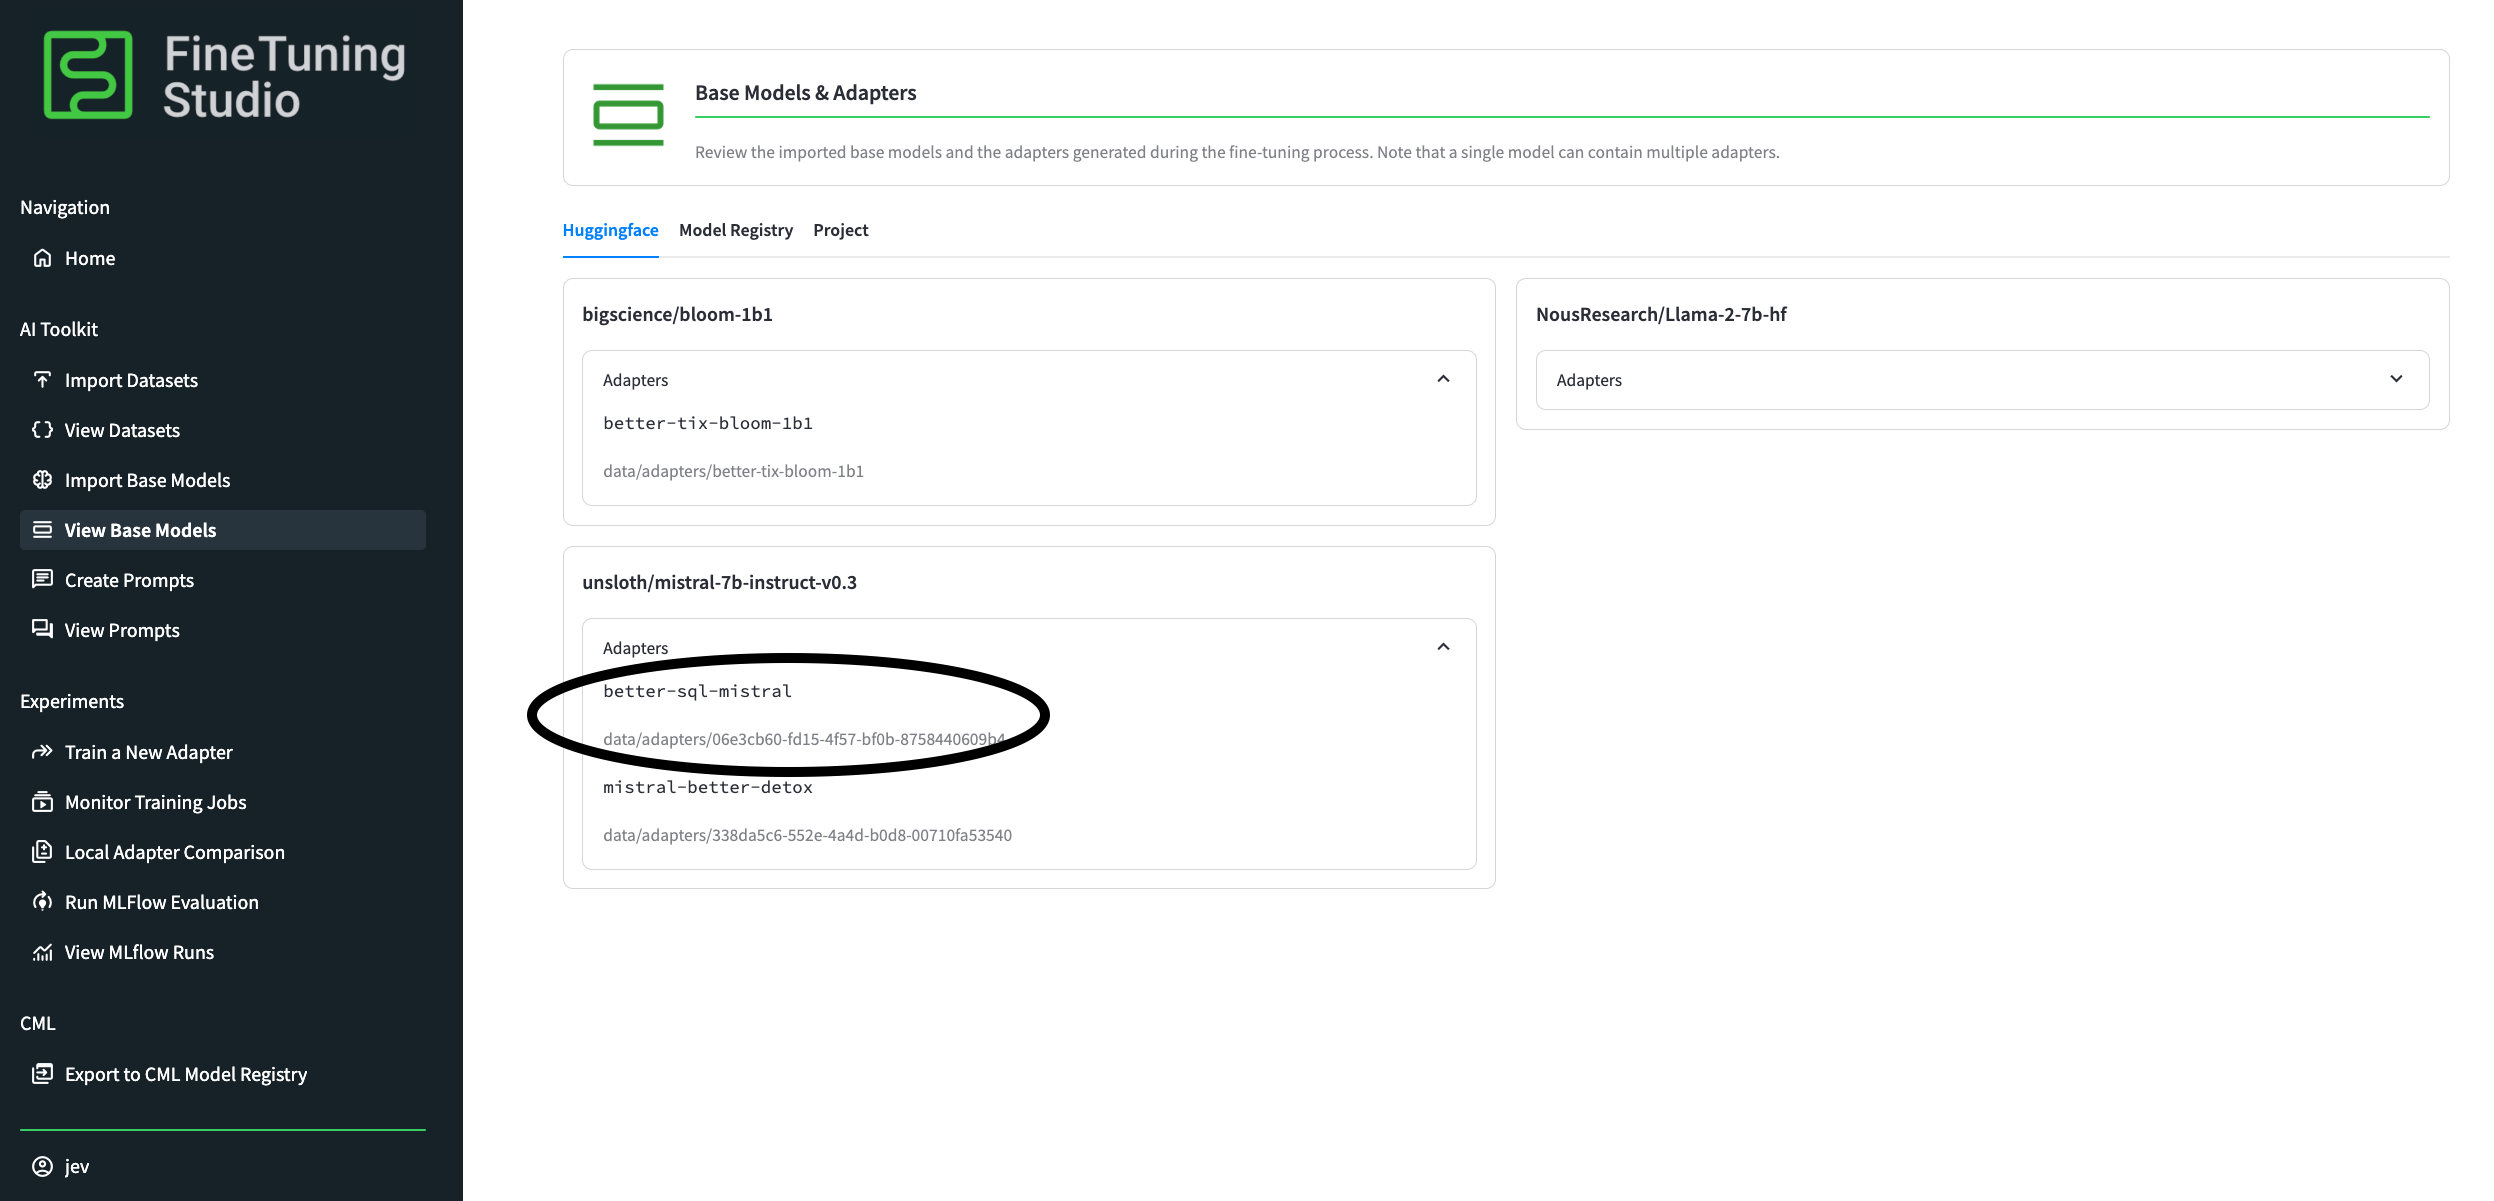 FineTuning
Studio
Navigation
Home
AI Toolkit
Import Datasets
View Datasets
Import Base Models
View Base Models
Create Prompts
View Prompts
Experiments
Train a New Adapter
Monitor Training Jobs
Local Adapter Comparison
Run MLFlow Evaluation
View MLflow Runs
CML
Export to CML Model Registry
jev
Base Models & Adapters
Review the imported base models and the adapters generated during the fine-tuning process. Note that a single model can contain multiple adapters.
Huggingface Model Registry Project
bigscience/bloom-1b1
Adapters
better-tix-bloom-1b1
data/adapters/better-tix-bloom-1b1
NousResearch/Llama-2-7b-hf
Adapters
unsloth/mistral-7b-instruct-v0.3
Adapters
better-sql-mistral
data/adapters/06e3cb60-fd15-4f57-bf0b-8758440609b4
mistral-better-detox
data/adapters/338da5c6-552e-4a4d-b0d8-00710fa53540